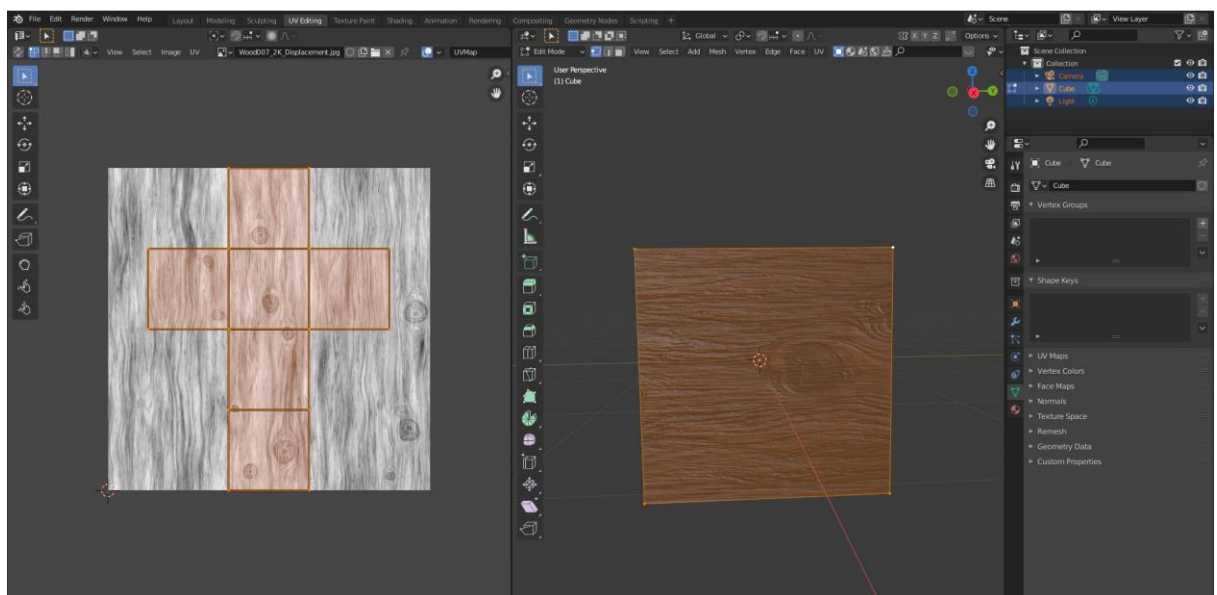 File Edit Render Window Help Layout Modeling Sculpting UV Editing Texture Paint Shading Animation Rendering Compositing Geometry Nodes Scripting + Scene View Layer
Global X Y Z Options
View Select Image UV Wood007_2K_Displacement.jpg UVMap
Edit Mode View Select Add Mesh Vertex Edge Face UV
User Perspective
(1) Cube
Z
X
Y
Scene Collection
Collection
Camera
Cube
Light
Cube Cube
Cube
Vertex Groups
Shape Keys
UV Maps
Vertex Colors
Face Maps
Normals
Texture Space
Remesh
Geometry Data
Custom Properties